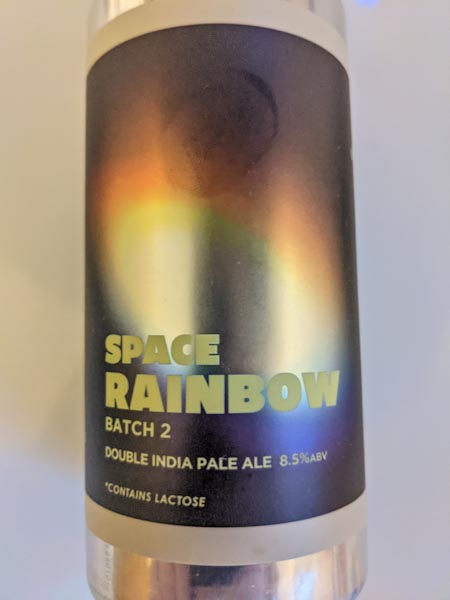 SPACE
RAINBOW
BATCH 2
DOUBLE INDIA PALE ALE 8.5%ABV
*CONTAINS LACTOSE